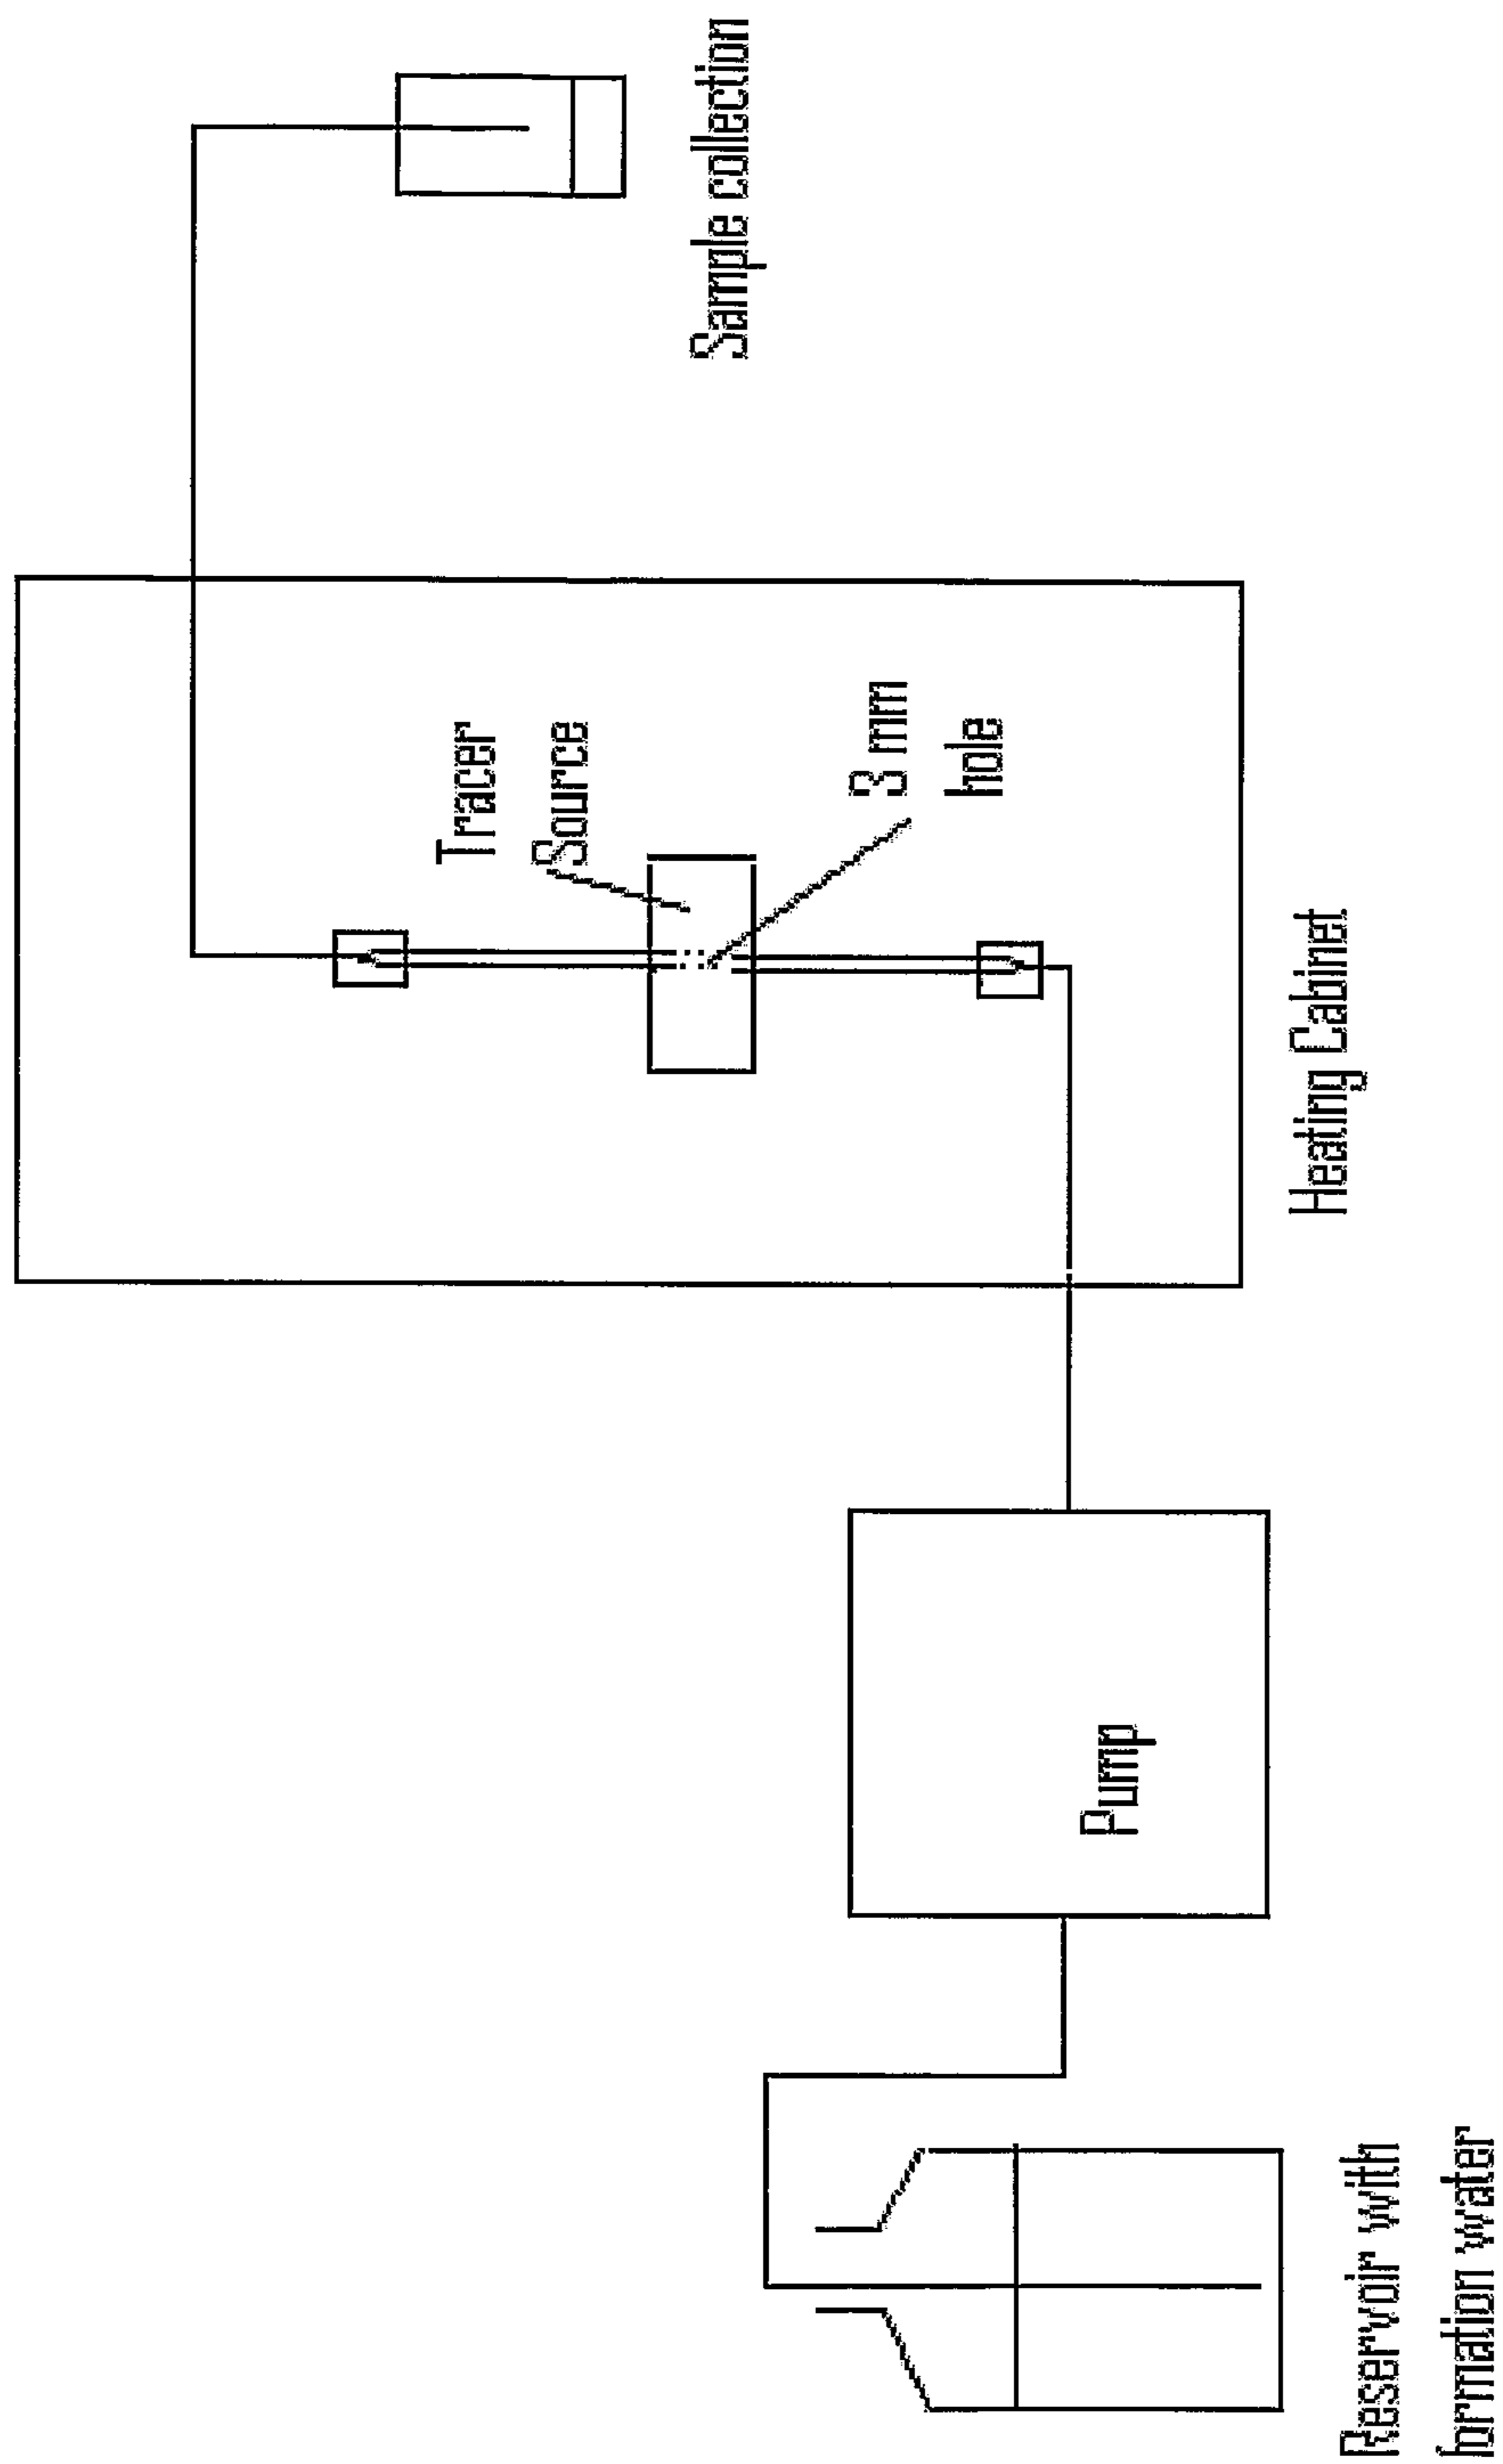 Tracer
Source
Sample collection
3 mm
hole
Pump
Heating Cabinet
Reservoir with
formation water